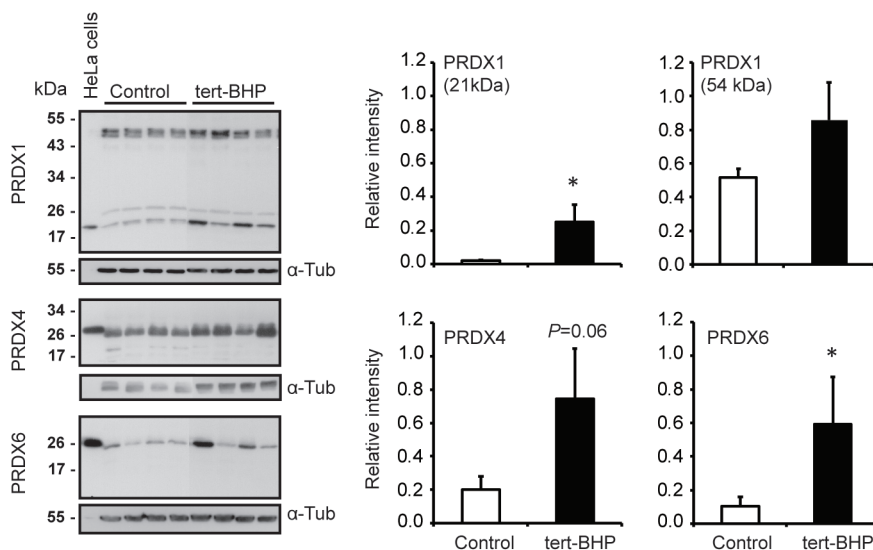 HeLa cells
kDa
Control
tert-BHP
PRDX1
55 -
43 -
34 -
26 -
17 -
55 -
α-Tub
PRDX4
34 -
26 -
17 -
α-Tub
PRDX6
26 -
17 -
55 -
α-Tub
Relative intensity
1.2
1.0
0.8
0.6
0.4
0.2
0.0
PRDX1
(21kDa)
*
1.2
1.0
0.8
0.6
0.4
0.2
0.0
PRDX1
(54 kDa)
Relative intensity
1.2
1.0
0.8
0.6
0.4
0.2
0.0
PRDX4
P=0.06
Control
tert-BHP
1.2
1.0
0.8
0.6
0.4
0.2
0.0
PRDX6
*
Control
tert-BHP